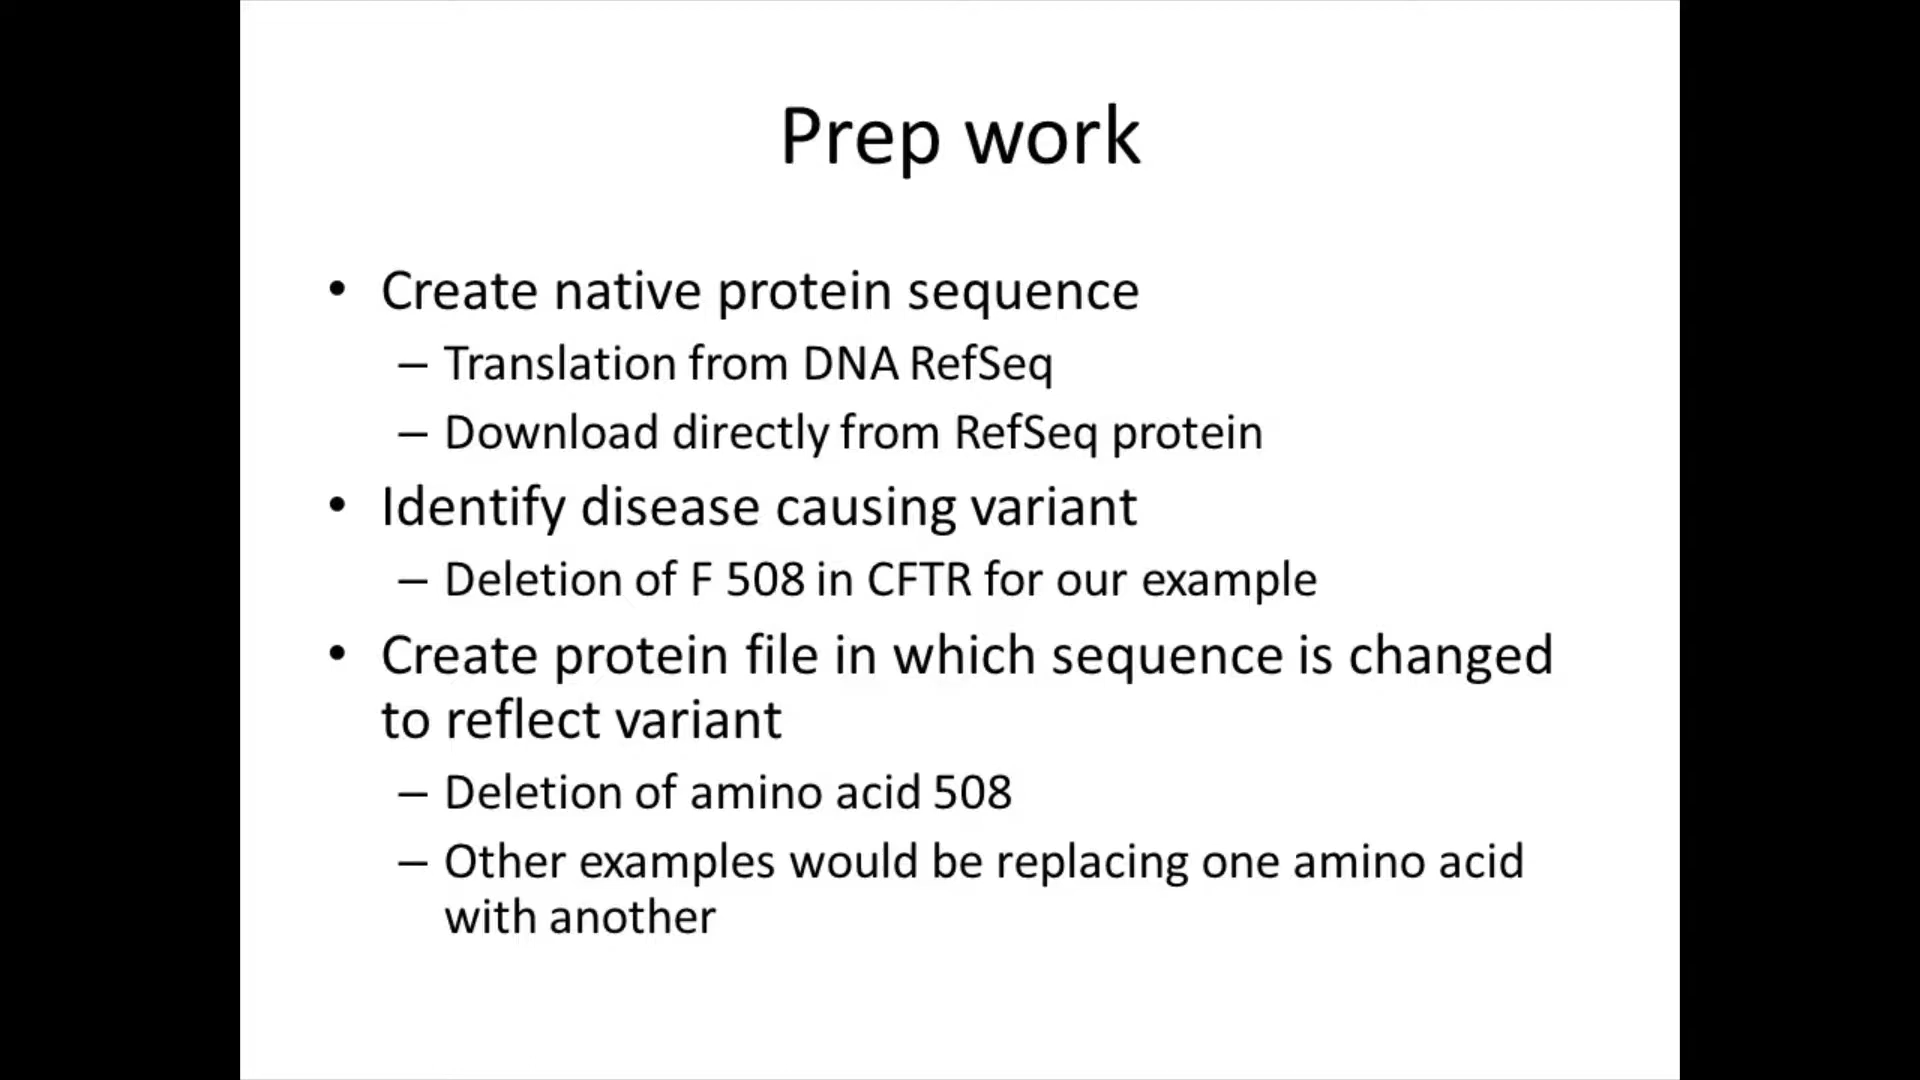 Prep work
• Create native protein sequence
– Translation from DNA RefSeq
– Download directly from RefSeq protein
• Identify disease causing variant
– Deletion of F 508 in CFTR for our example
• Create protein file in which sequence is changed
to reflect variant
– Deletion of amino acid 508
– Other examples would be replacing one amino acid
with another